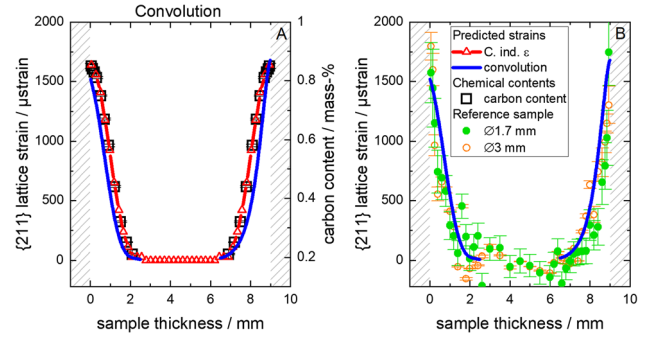 Convolution
A
2000
1500
1000
500
0
{211} lattice strain / µstrain
1
0.8
0.6
0.4
0.2
carbon content / mass-%
0 2 4 6 8 10
sample thickness / mm
B
Predicted strains
C. ind. ε
convolution
Chemical contents
carbon content
Reference sample
∅1.7 mm
∅3 mm
2000
1500
1000
500
0
{211} lattice strain / µstrain
0 2 4 6 8 10
sample thickness / mm